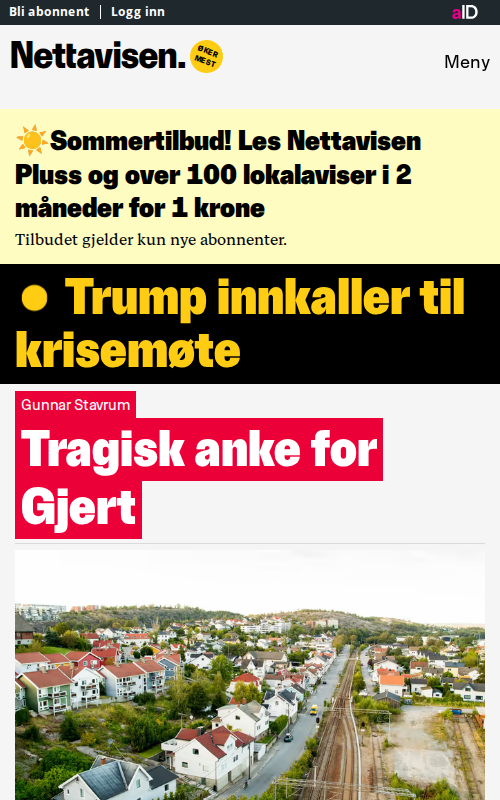 Bli abonnent
Logg inn
aID
Nettavisen.
ØKER
MEST
Meny
Sommertilbud! Les Nettavisen
Pluss og over 100 lokalaviser i 2
måneder for 1 krone
Tilbudet gjelder kun nye abonnenter.
Trump innkaller til
krisemøte
Gunnar Stavrum
Tragisk anke for
Gjert